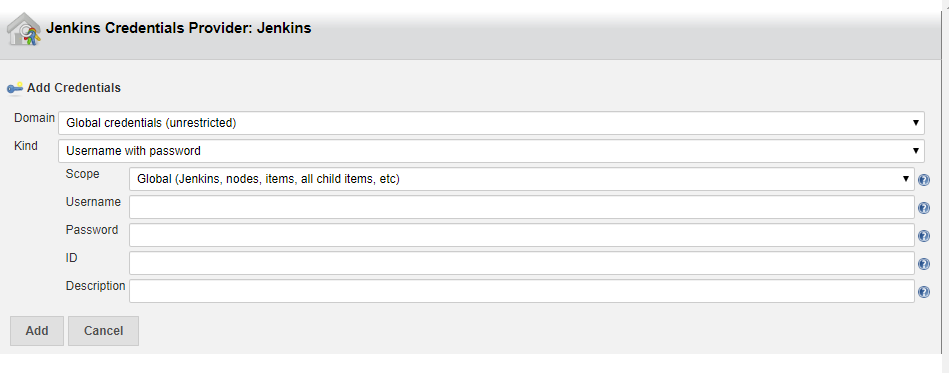 Jenkins Credentials Provider: Jenkins
Add Credentials
Domain Global credentials (unrestricted)
Kind Username with password
Scope Global (Jenkins, nodes, items, all child items, etc)
Username
Password
ID
Description
Add Cancel